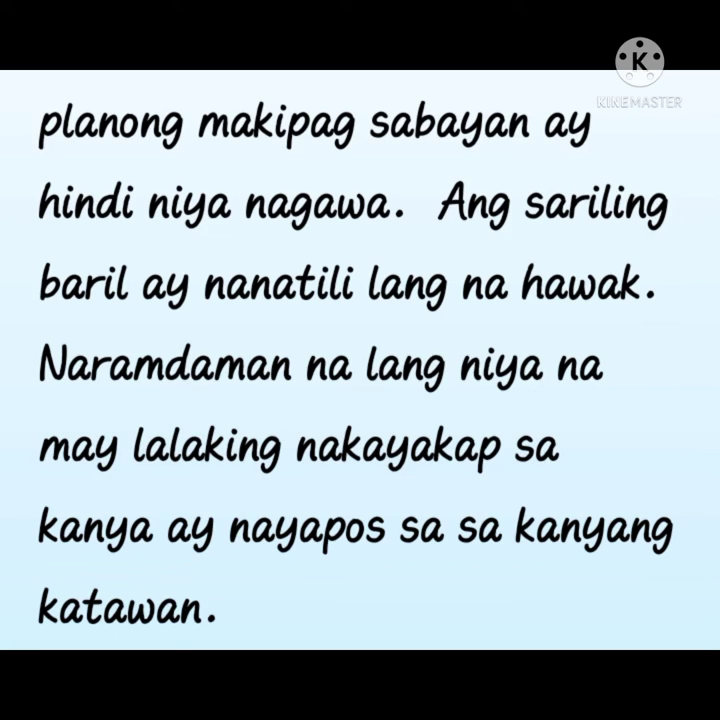 K
KINEMASTER
planong makipag sabayan ay
hindi niya nagawa. Ang sariling
baril ay nanatili lang na hawak.
Naramdaman na lang niya na
may lalaking nakayakap sa
kanya ay nayapos sa sa kanyang
katawan.